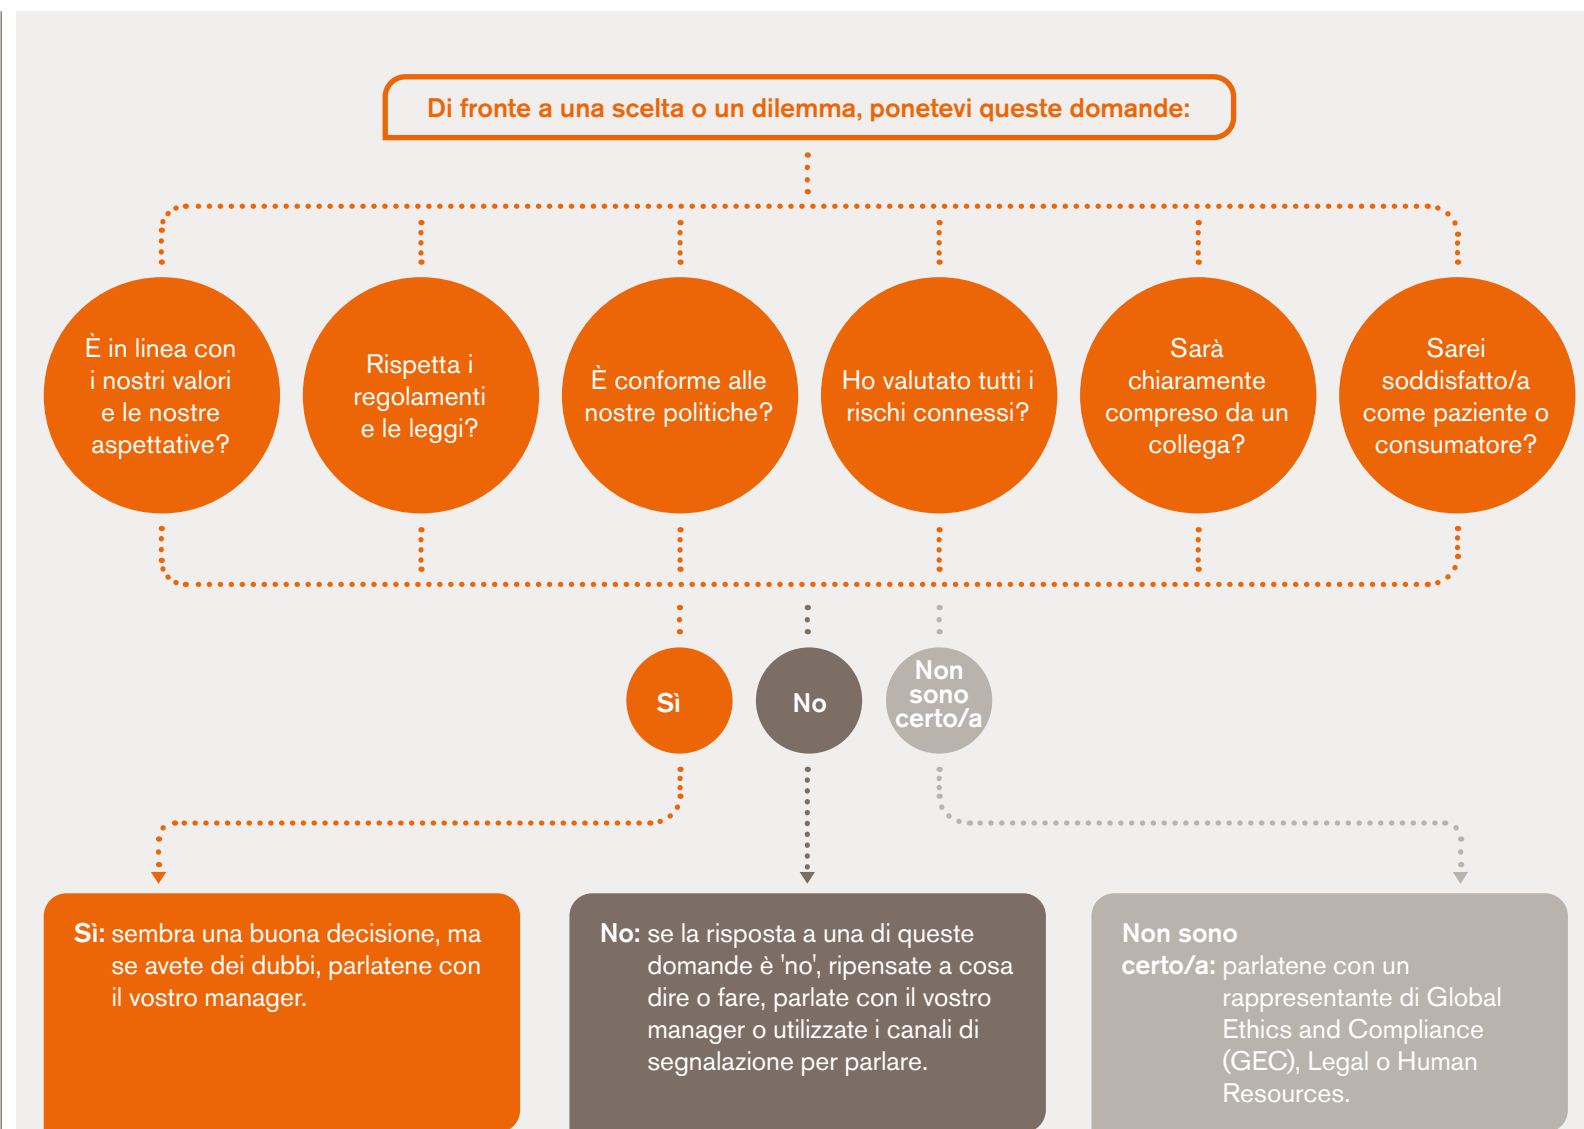 Di fronte a una scelta o un dilemma, ponetevi queste domande:
È in linea con
i nostri valori
e le nostre
aspettative?
Rispetta i
regolamenti
e le leggi?
È conforme alle
nostre politiche?
Ho valutato tutti i
rischi connessi?
Sarà
chiaramente
compreso da un
collega?
Sarei
soddisfatto/a
come paziente o
consumatore?
Sì
No
Non
sono
certo/a
Sì: sembra una buona decisione, ma
se avete dei dubbi, parlatene con
il vostro manager.
No: se la risposta a una di queste
domande è 'no', ripensate a cosa
dire o fare, parlate con il vostro
manager o utilizzate i canali di
segnalazione per parlare.
Non sono
certo/a: parlatene con un
rappresentante di Global
Ethics and Compliance
(GEC), Legal o Human
Resources.